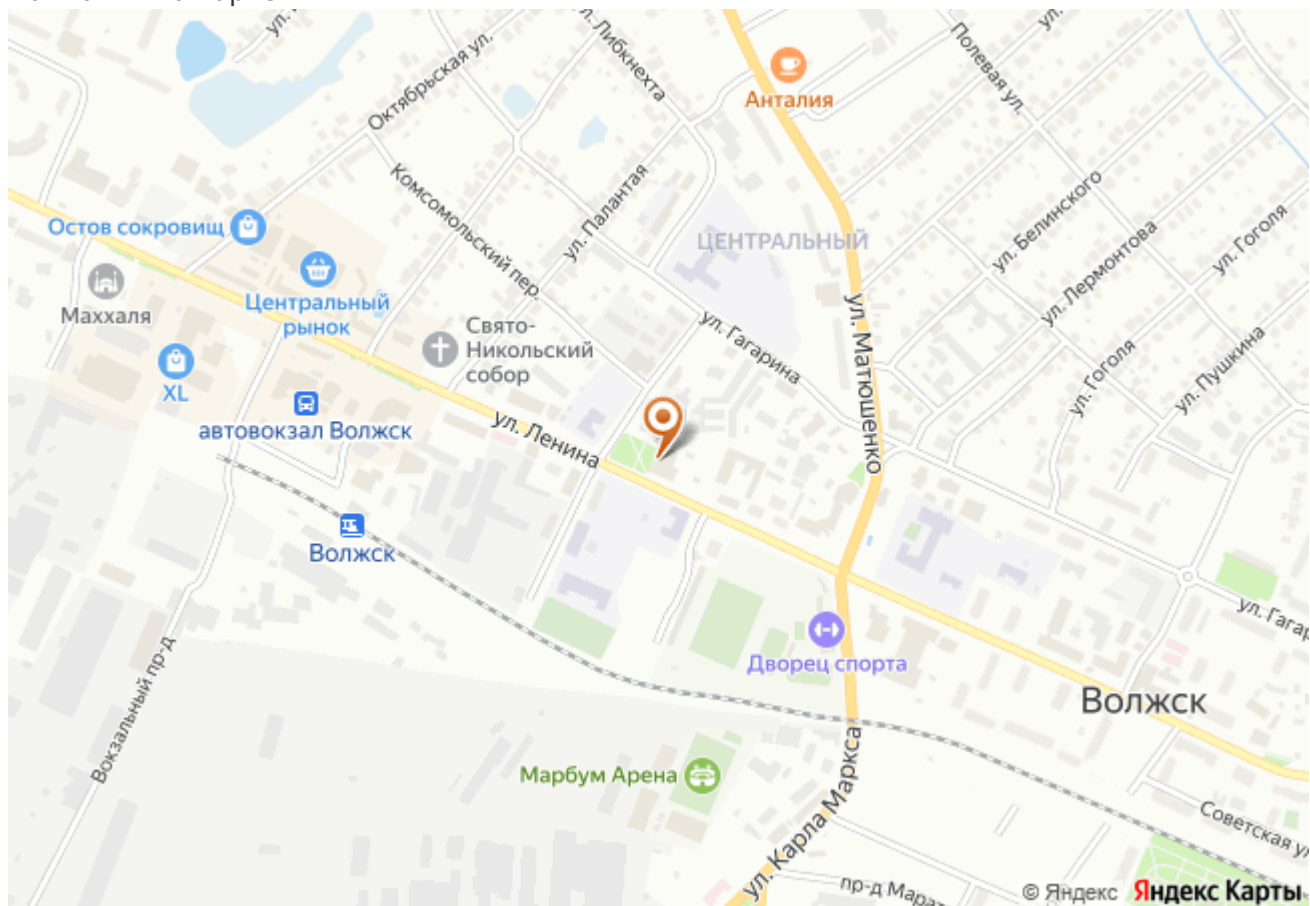 ул. Либкнехта
Полевая ул.
Анталия
Октябрьская ул.
Комсомольский пер.
ул. Палантая
ул. Белинского
Остов сокровищ
ЦЕНТРАЛЬНЫЙ
ул. Лермонтова
ул. Гоголя
Маххаля
Центральный
рынок
Свято-
Никольский
собор
ул. Гагарина
ул. Матюшенко
ул. Гоголя
ул. Пушкина
XL
автовокзал Волжск
ул. Ленина
Волжск
ул. Гагар
Дворец спорта
Волжск
Вокзальный пр-д
Марбум Арена
ул. Карла Маркса
Советская ул
пр-д Марат
© Яндекс Яндекс Карты